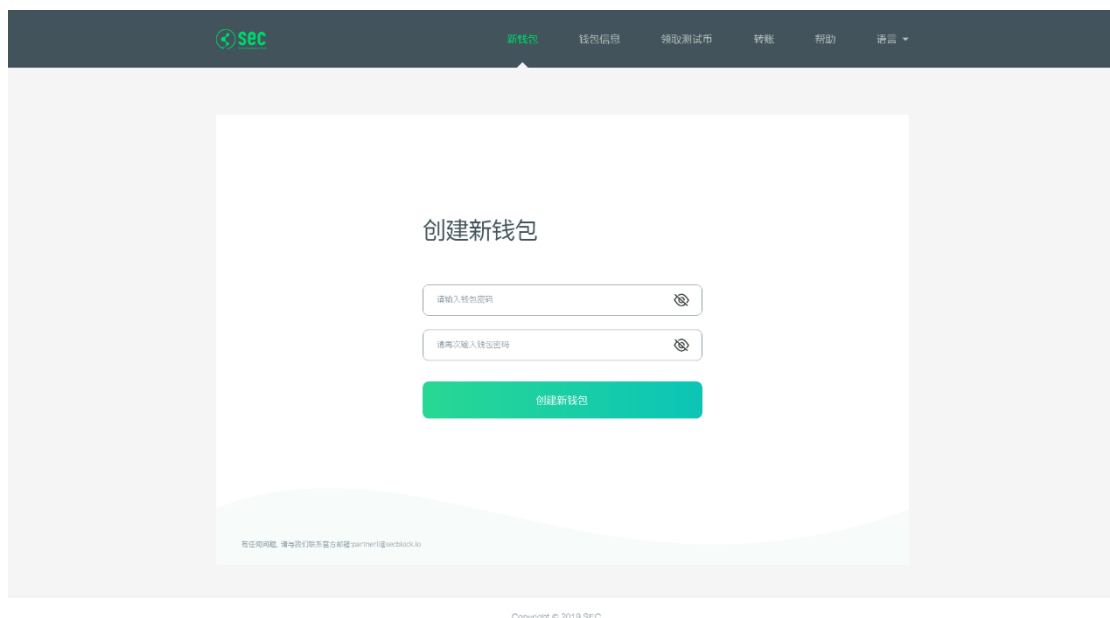 sec
新钱包 钱包信息 领取测试币 转账 帮助 语言
创建新钱包
请输入钱包密码
请再次输入钱包密码
创建新钱包
有任何问题, 请与我们联系官方邮箱:partnerl@secblock.io
Copyright © 2019 SEC